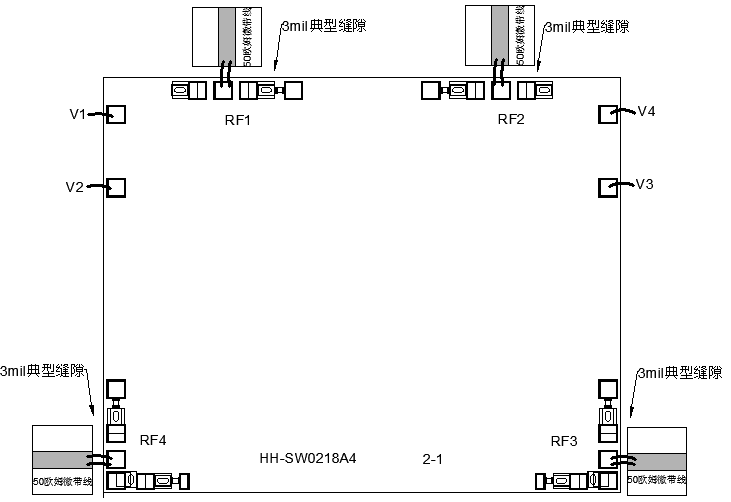 50欧姆微带线
3mil典型缝隙
50欧姆微带线
3mil典型缝隙
V1
RF1
RF2
V4
V2
V3
3mil典型缝隙
3mil典型缝隙
RF4
HH-SW0218A4
2-1
RF3
50欧姆微带线
50欧姆微带线